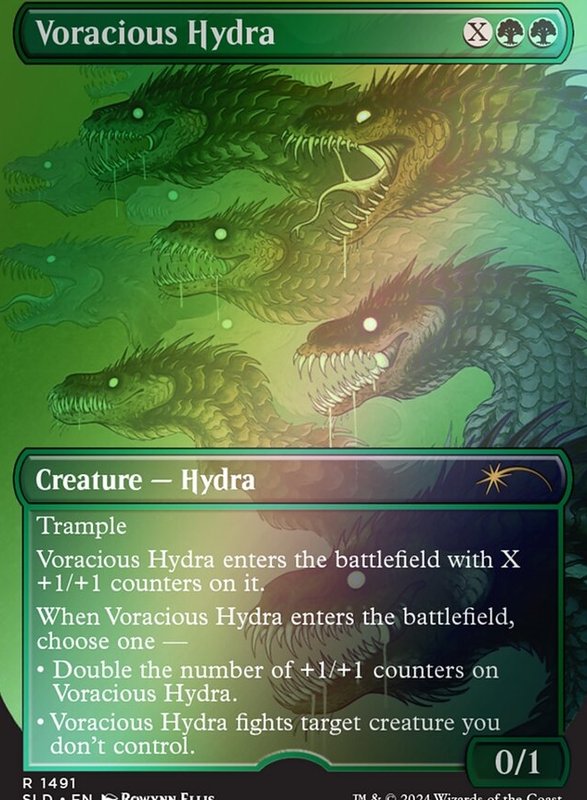 Voracious Hydra X
Creature — Hydra
Trample
Voracious Hydra enters the battlefield with X
+1/+1 counters on it.
When Voracious Hydra enters the battlefield,
choose one —
• Double the number of +1/+1 counters on
Voracious Hydra.
• Voracious Hydra fights target creature you
don't control.
0/1
R 1491
SLD • EN Rowynn Ellis
™ & © 2024 Wizards of the Coast